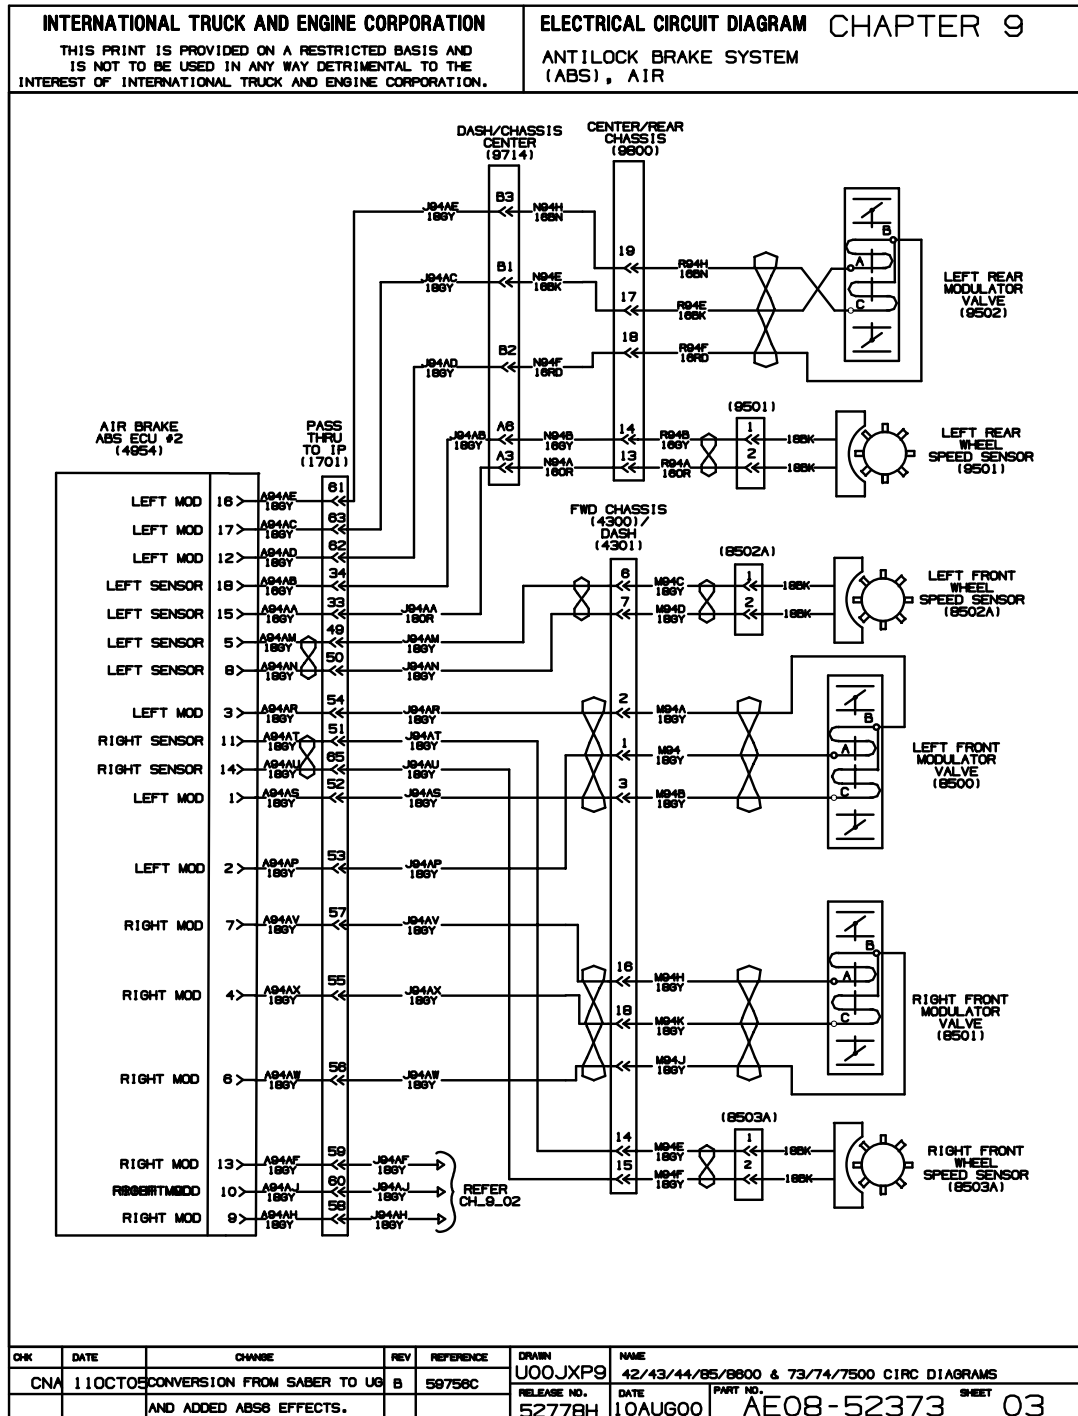 INTERNATIONAL TRUCK AND ENGINE CORPORATION
THIS PRINT IS PROVIDED ON A RESTRICTED BASIS AND
IS NOT TO BE USED IN ANY WAY DETRIMENTAL TO THE
INTEREST OF INTERNATIONAL TRUCK AND ENGINE CORPORATION.
ELECTRICAL CIRCUIT DIAGRAM CHAPTER 9
ANTILOCK BRAKE SYSTEM
(ABS), AIR
DASH/CHASSIS
CENTER
(9714)
CENTER/REAR
CHASSIS
(9800)
J94AE
18GY
B3
N94H
16BN
19
R94H
16BN
J94AC
18GY
B1
N94E
16BK
17
R94E
16BK
J94AD
18GY
B2
N94F
16RD
18
R94F
16RD
B
A
C
LEFT REAR
MODULATOR
VALVE
(9502)
J94AB
18GY
A6
N94B
16GY
14
R94B
16GY
A3
N94A
16OR
13
R94A
16OR
(9501)
1
18BK
2
18BK
LEFT REAR
WHEEL
SPEED SENSOR
(9501)
AIR BRAKE
ABS ECU #2
(4954)
PASS
THRU
TO IP
(1701)
LEFT MOD 16 A94AE 18GY 61
LEFT MOD 17 A94AC 18GY 63
LEFT MOD 12 A94AD 18GY 62
LEFT SENSOR 18 A94AB 16GY 34
LEFT SENSOR 15 A94AA 16GY 33 J94AA 18OR
LEFT SENSOR 5 A94AM 18GY 49 J94AM 18GY
LEFT SENSOR 8 A94AN 18GY 50 J94AN 18GY
LEFT MOD 3 A94AR 18GY 54 J94AR 18GY
RIGHT SENSOR 11 A94AT 18GY 51 J94AT 18GY
RIGHT SENSOR 14 A94AU 18GY 65 J94AU 18GY
LEFT MOD 1 A94AS 18GY 52 J94AS 18GY
LEFT MOD 2 A94AP 18GY 53 J94AP 18GY
RIGHT MOD 7 A94AV 18GY 57 J94AV 18GY
RIGHT MOD 4 A94AX 18GY 55 J94AX 18GY
RIGHT MOD 6 A94AW 18GY 56 J94AW 18GY
RIGHT MOD 13 A94AF 18GY 59 J94AF 18GY
10 A94AJ 18GY 60 J94AJ 18GY
RIGHT MOD 9 A94AH 18GY 58 J94AH 18GY
REFER
CH_9_02
FWD CHASSIS
(4300)/
DASH
(4301)
6 M94C 18GY
7 M94D 18GY
(8502A)
1 18BK
2 18BK
LEFT FRONT
WHEEL
SPEED SENSOR
(8502A)
2 M94A 18GY
1 M94 18GY
3 M94B 18GY
B
A
C
LEFT FRONT
MODULATOR
VALVE
(8500)
16 M94H 18GY
18 M94K 18GY
M94J 18GY
B
A
C
RIGHT FRONT
MODULATOR
VALVE
(8501)
14 M94E 18GY
15 M94F 18GY
(8503A)
1 18BK
2 18BK
RIGHT FRONT
WHEEL
SPEED SENSOR
(8503A)
CHK DATE CHANGE REV REFERENCE
CNA 11OCT05 CONVERSION FROM SABER TO UG B 59756C
AND ADDED ABS6 EFFECTS.
DRAWN
U00JXP9
NAME
42/43/44/85/8600 & 73/74/7500 CIRC DIAGRAMS
RELEASE NO.
52778H
DATE
10AUG00
PART NO.
AE08-52373
SHEET
03